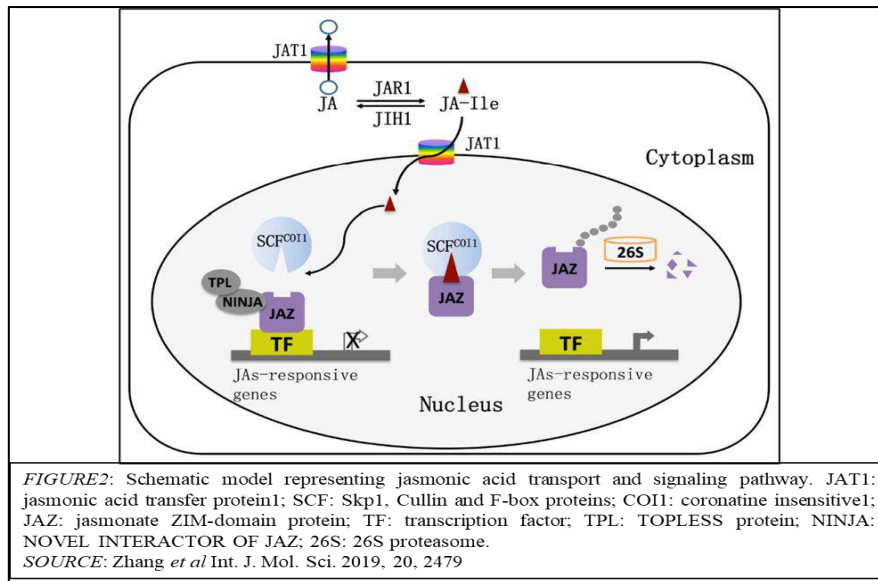 JAT1
JA
JAR1
JIH1
JA-Ile
JAT1
Cytoplasm
SCFCOI1
TPL
NINJA
JAZ
TF
X
JAs-responsive
genes
SCFCOI1
JAZ
JAZ
26S
TF
JAs-responsive
genes
Nucleus
FIGURE2: Schematic model representing jasmonic acid transport and signaling pathway. JAT1:
jasmonic acid transfer protein1; SCF: Skp1, Cullin and F-box proteins; COI1: coronatine insensitive1;
JAZ: jasmonate ZIM-domain protein; TF: transcription factor; TPL: TOPLESS protein; NINJA:
NOVEL INTERACTOR OF JAZ; 26S: 26S proteasome.
SOURCE: Zhang et al Int. J. Mol. Sci. 2019, 20, 2479